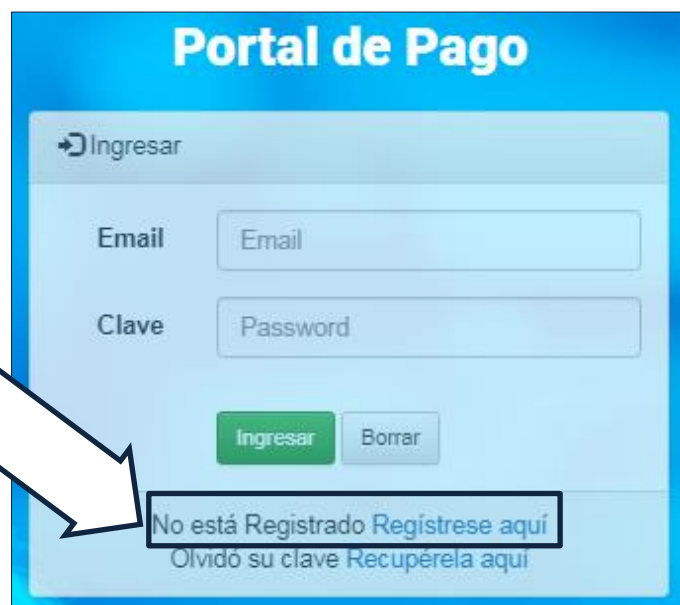 Portal de Pago
Ingresar
Email Email
Clave Password
Ingresar Borrar
No está Registrado Regístrese aquí
Olvidó su clave Recupérela aquí